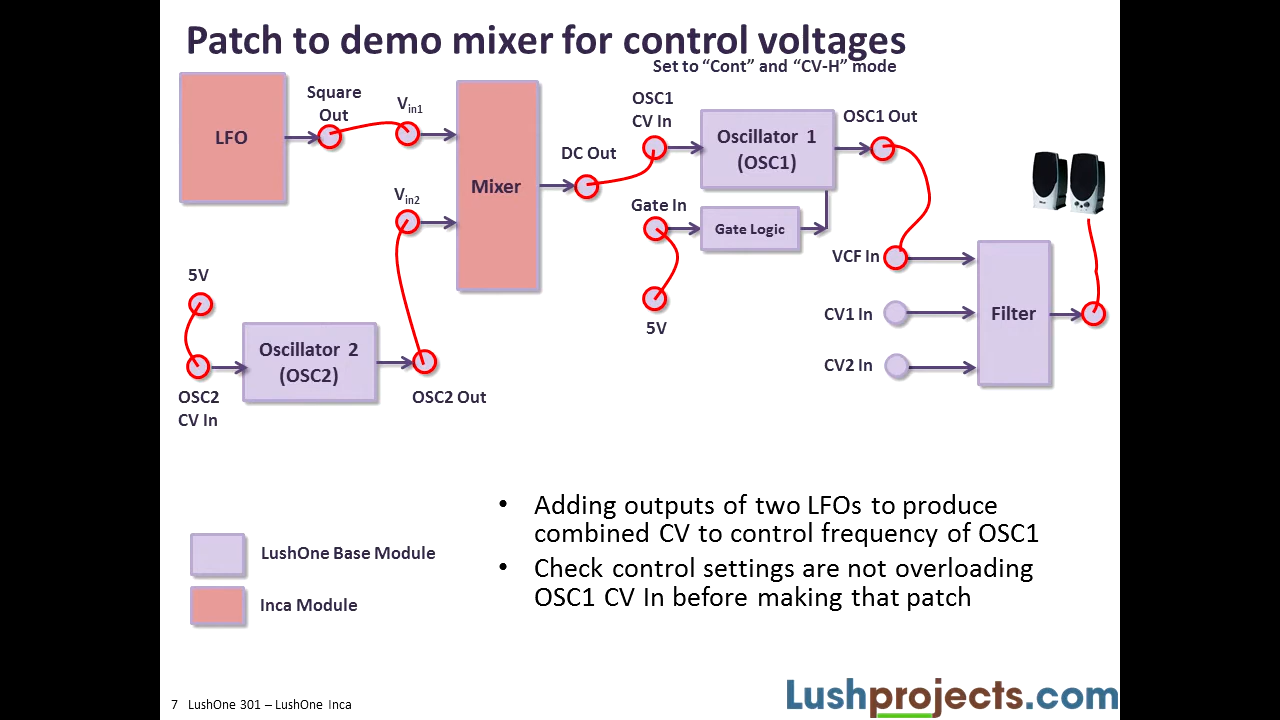 Patch to demo mixer for control voltages
Set to “Cont” and “CV-H” mode
LFO
Square
Out
Vin1
Vin2
Mixer
DC Out
OSC1
CV In
Oscillator 1
(OSC1)
OSC1 Out
Gate In
Gate Logic
5V
VCF In
CV1 In
CV2 In
Filter
5V
Oscillator 2
(OSC2)
OSC2
CV In
OSC2 Out
• Adding outputs of two LFOs to produce
combined CV to control frequency of OSC1
• Check control settings are not overloading
OSC1 CV In before making that patch
LushOne Base Module
Inca Module
7 LushOne 301 – LushOne Inca
Lushprojects.com